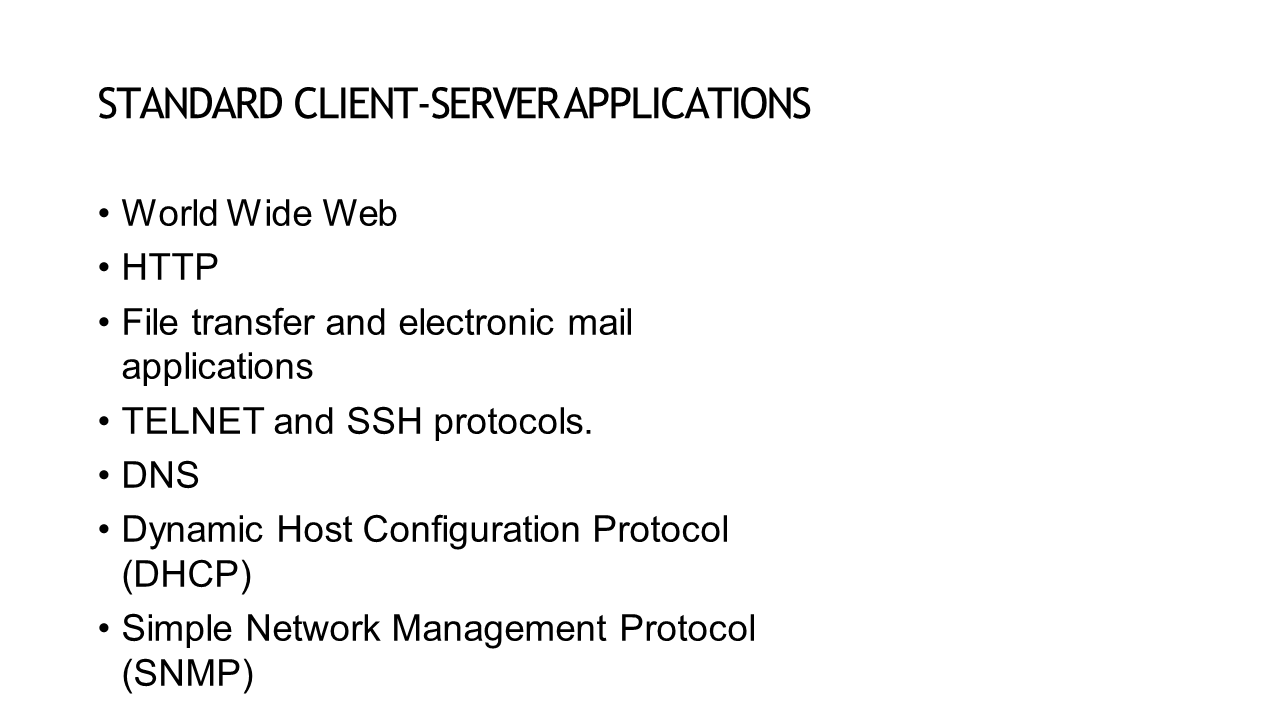 STANDARD CLIENT-SERVER APPLICATIONS
• World Wide Web
• HTTP
• File transfer and electronic mail
applications
• TELNET and SSH protocols.
• DNS
• Dynamic Host Configuration Protocol
(DHCP)
• Simple Network Management Protocol
(SNMP)